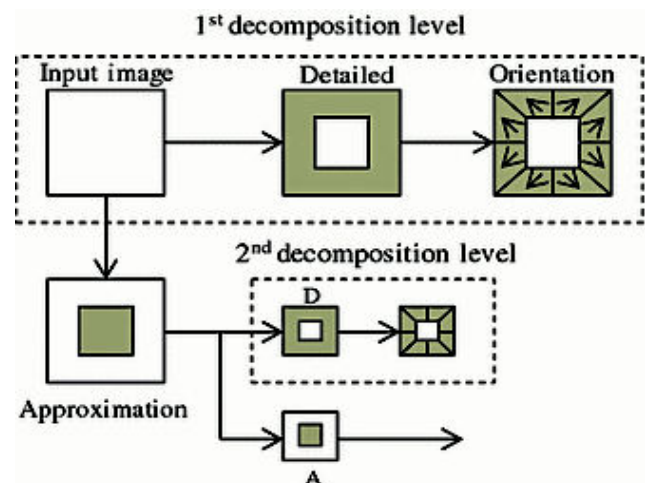 1st decomposition level
Input image
Detailed
Orientation
2nd decomposition level
D
Approximation
A